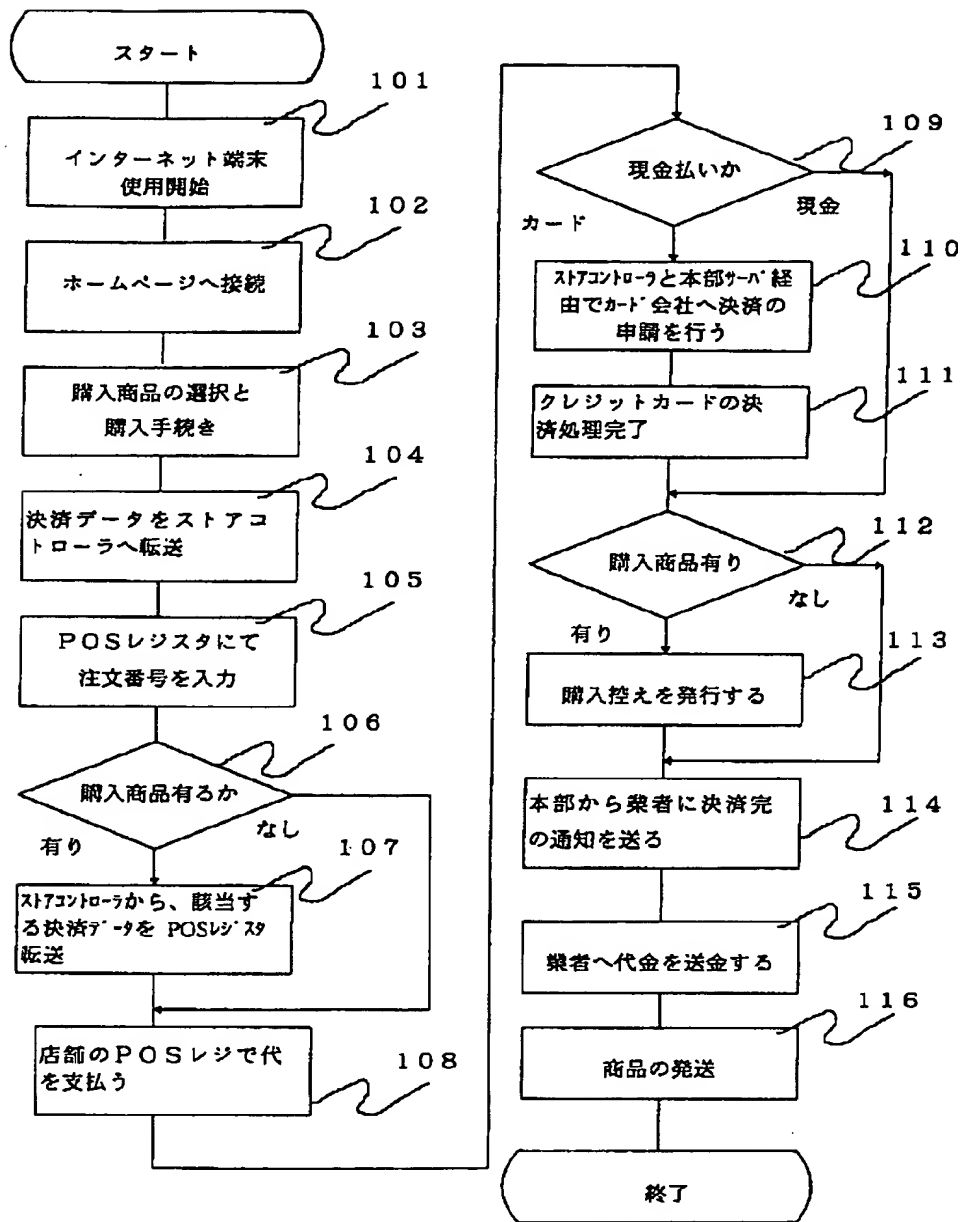 スタート
101
インターネット端末
使用開始
102
ホームページへ接続
103
購入商品の選択と
購入手続き
104
決済データをストアコ
トローラへ転送
105
POSレジスタにて
注文番号を入力
106
購入商品有るか
なし
有り
107
ストアコントローラから、該当す
る決済データを POSレジスタ
転送
店舗のPOSレジで代
を支払う
108
109
現金払いか
現金
カード
110
ストアコントローラと本部サーバ経
由でカード会社へ決済の
申請を行う
111
クレジットカードの決
済処理完了
112
購入商品有り
なし
有り
113
購入控えを発行する
本部から業者に決済完
の通知を送る
114
115
業者へ代金を送金する
116
商品の発送
終了